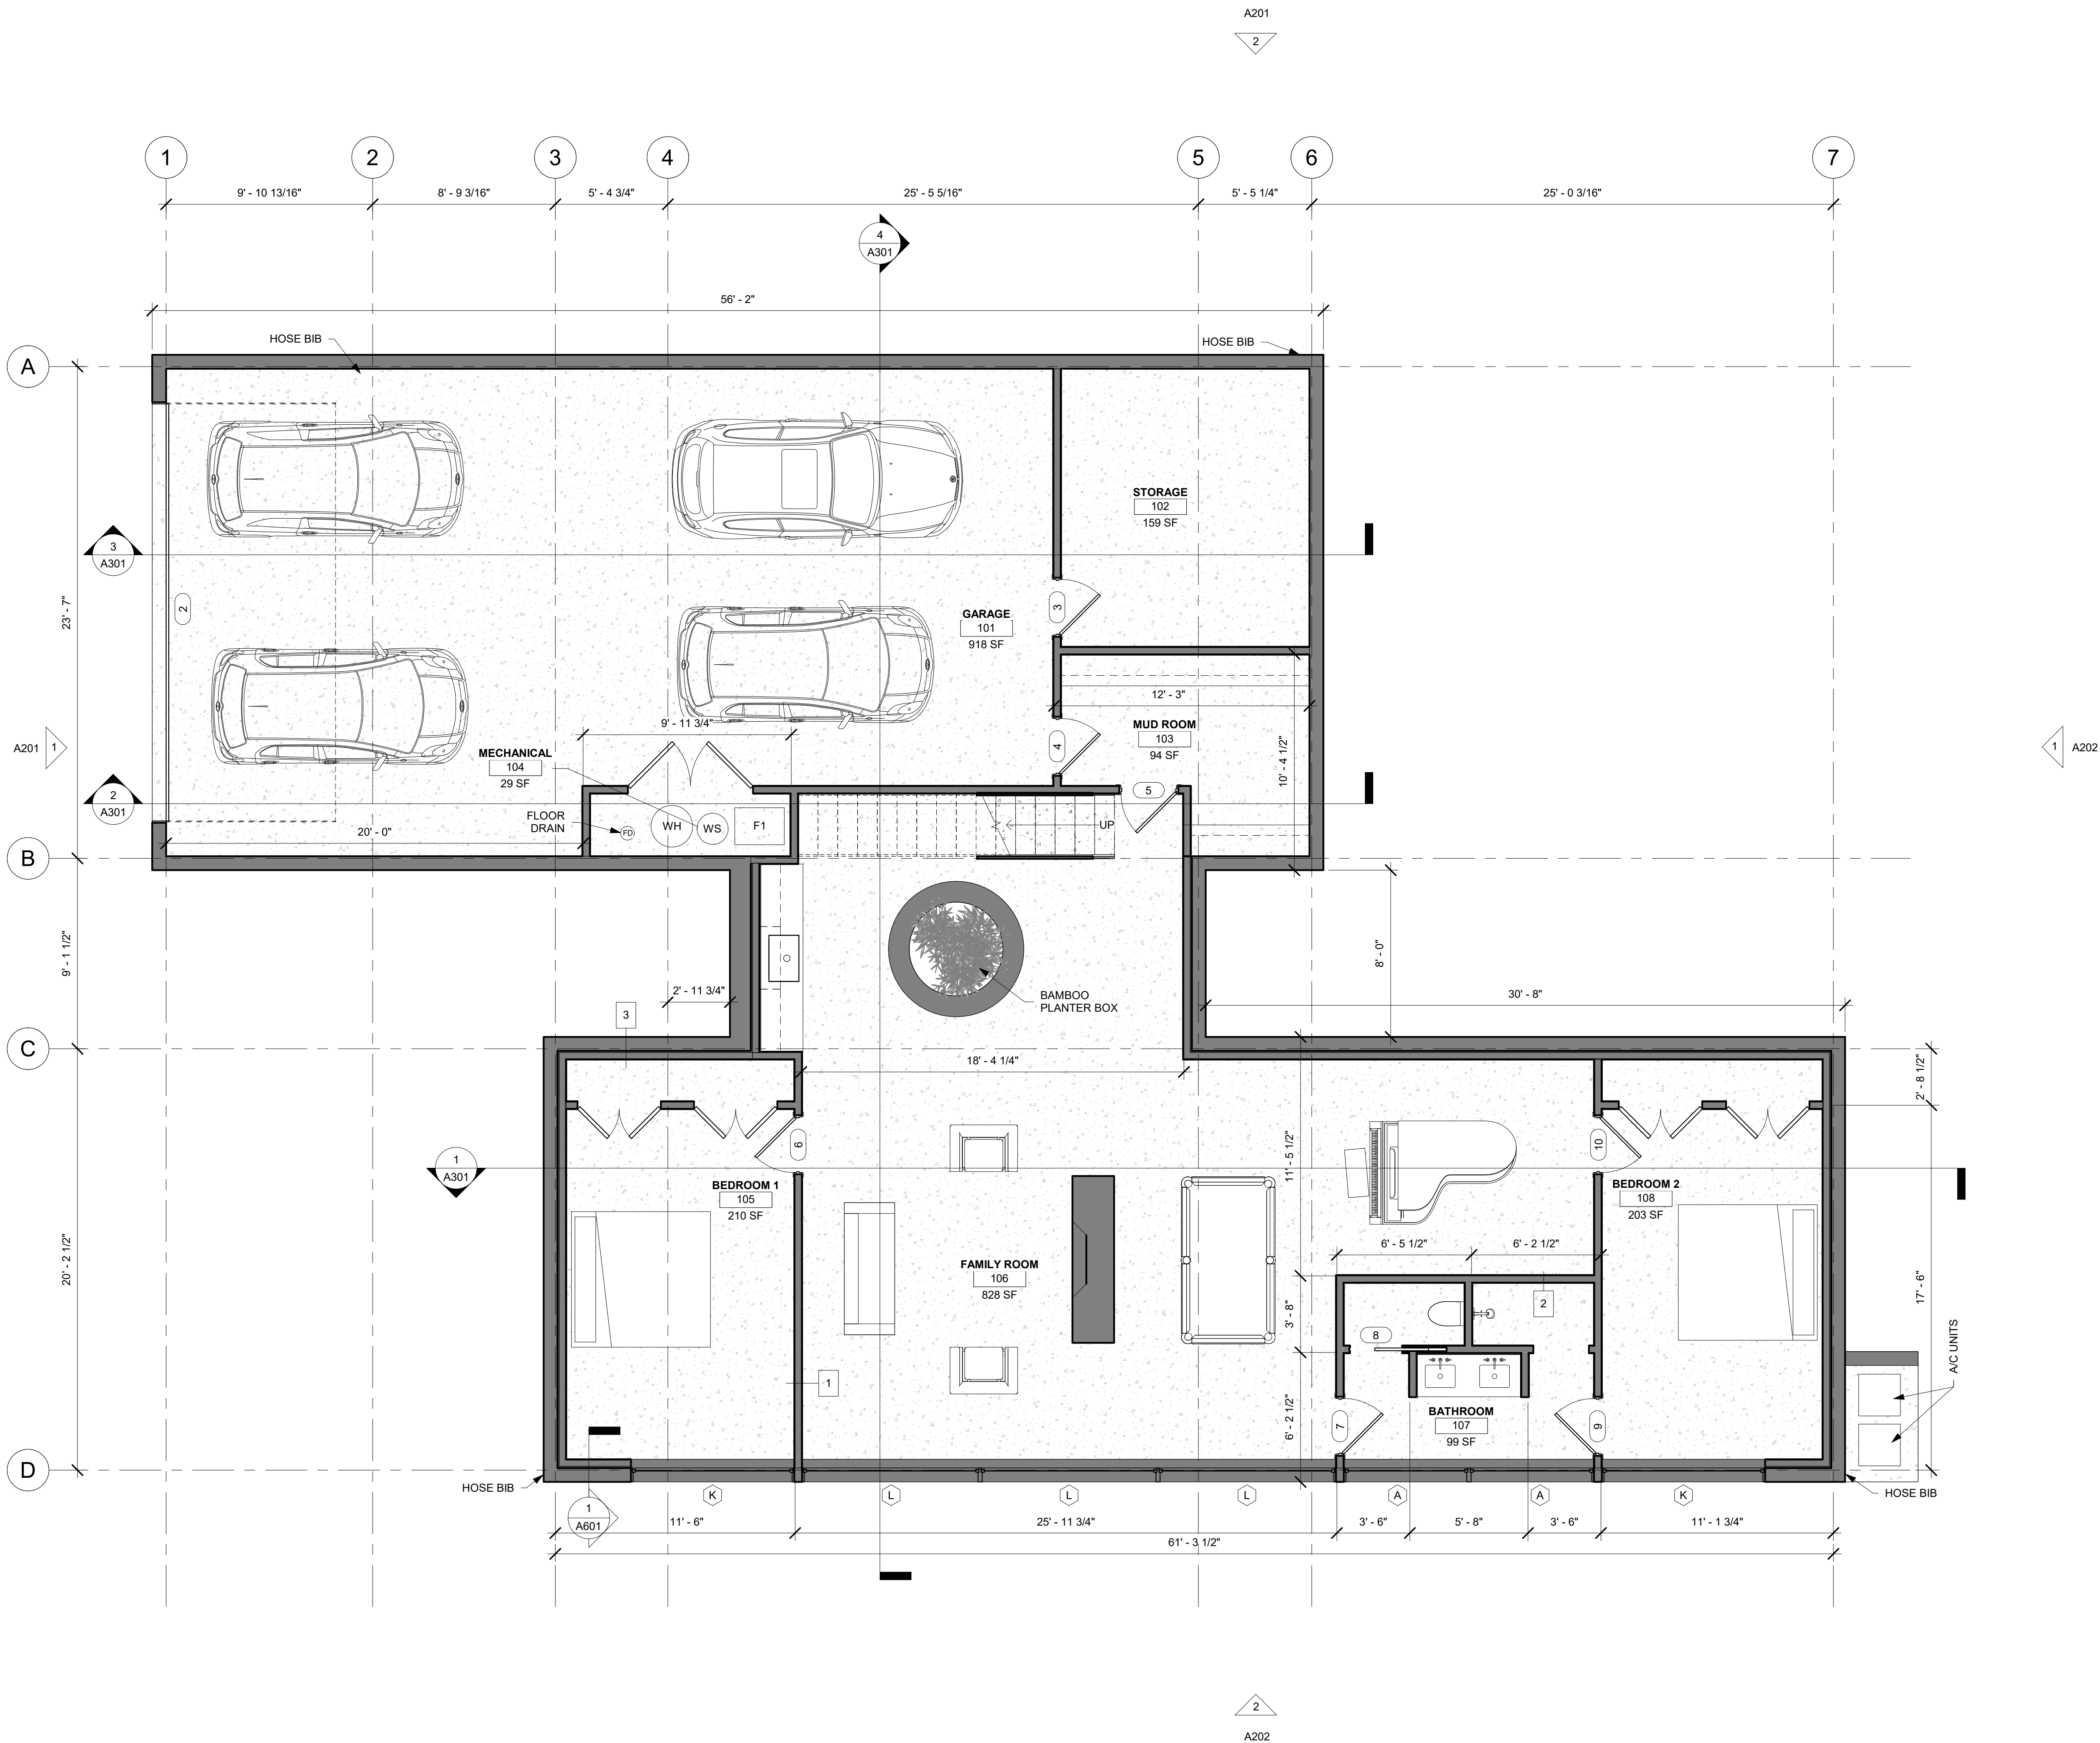 A201
2
1
2
3
4
5
6
7
9' - 10 13/16"
8' - 9 3/16"
5' - 4 3/4"
25' - 5 5/16"
5' - 5 1/4"
25' - 0 3/16"
4
A301
56' - 2"
HOSE BIB
HOSE BIB
A
STORAGE
102
159 SF
3
A301
2
23' - 7"
3
GARAGE
101
918 SF
12' - 3"
9' - 11 3/4"
MUD ROOM
103
94 SF
4
10' - 4 1/2"
A201
1
1
A202
MECHANICAL
104
29 SF
2
A301
5
FLOOR
DRAIN
FD
WH
WS
F1
UP
20' - 0"
B
9' - 1 1/2"
8' - 0"
2' - 11 3/4"
BAMBOO
PLANTER BOX
30' - 8"
3
C
18' - 4 1/4"
2' - 8 1/2"
6
10
11' - 5 1/2"
1
A301
BEDROOM 1
105
210 SF
BEDROOM 2
108
203 SF
6' - 5 1/2"
6' - 2 1/2"
FAMILY ROOM
106
828 SF
20' - 2 1/2"
17' - 6"
3' - 8"
2
8
A/C UNITS
1
6' - 2 1/2"
7
BATHROOM
107
99 SF
9
D
HOSE BIB
HOSE BIB
K
L
L
L
A
A
K
1
A601
11' - 6"
25' - 11 3/4"
3' - 6"
5' - 8"
3' - 6"
11' - 1 3/4"
61' - 3 1/2"
2
A202